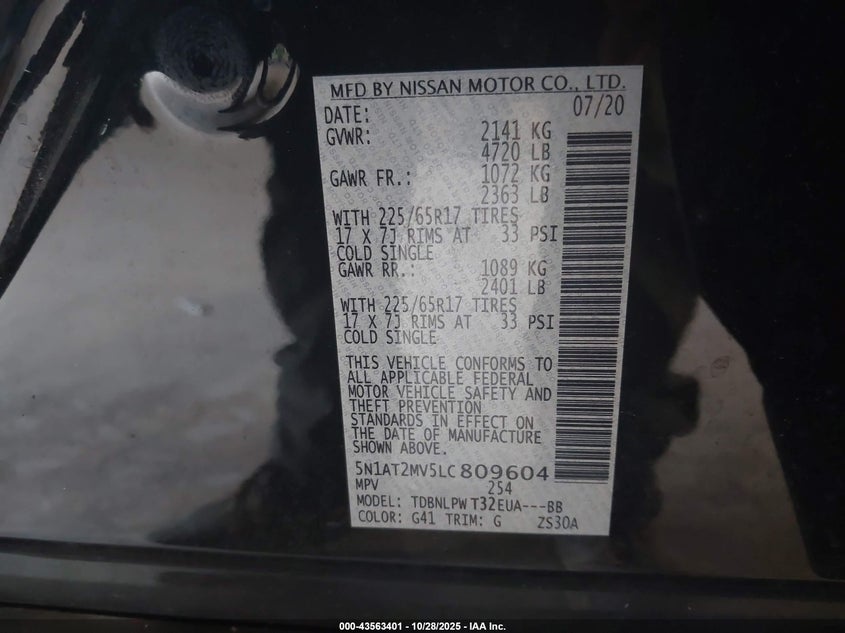 MFD BY NISSAN MOTOR CO., LTD.
DATE: 07/20
GVWR: 2141 KG
4720 LB
GAWR FR.: 1072 KG
2363 LB
WITH 225/65R17 TIRES
17 X 7J RIMS AT 33 PSI
COLD SINGLE
GAWR RR.: 1089 KG
2401 LB
WITH 225/65R17 TIRES
17 X 7J RIMS AT 33 PSI
COLD SINGLE
THIS VEHICLE CONFORMS TO
ALL APPLICABLE FEDERAL
MOTOR VEHICLE SAFETY AND
THEFT PREVENTION
STANDARDS IN EFFECT ON
THE DATE OF MANUFACTURE
SHOWN ABOVE.
5N1AT2MV5LC809604
MPV 254
MODEL: TDBNLPW T32EUA---BB
COLOR: G41 TRIM: G ZS30A
000-43563401 - 10/28/2025 - IAA Inc.